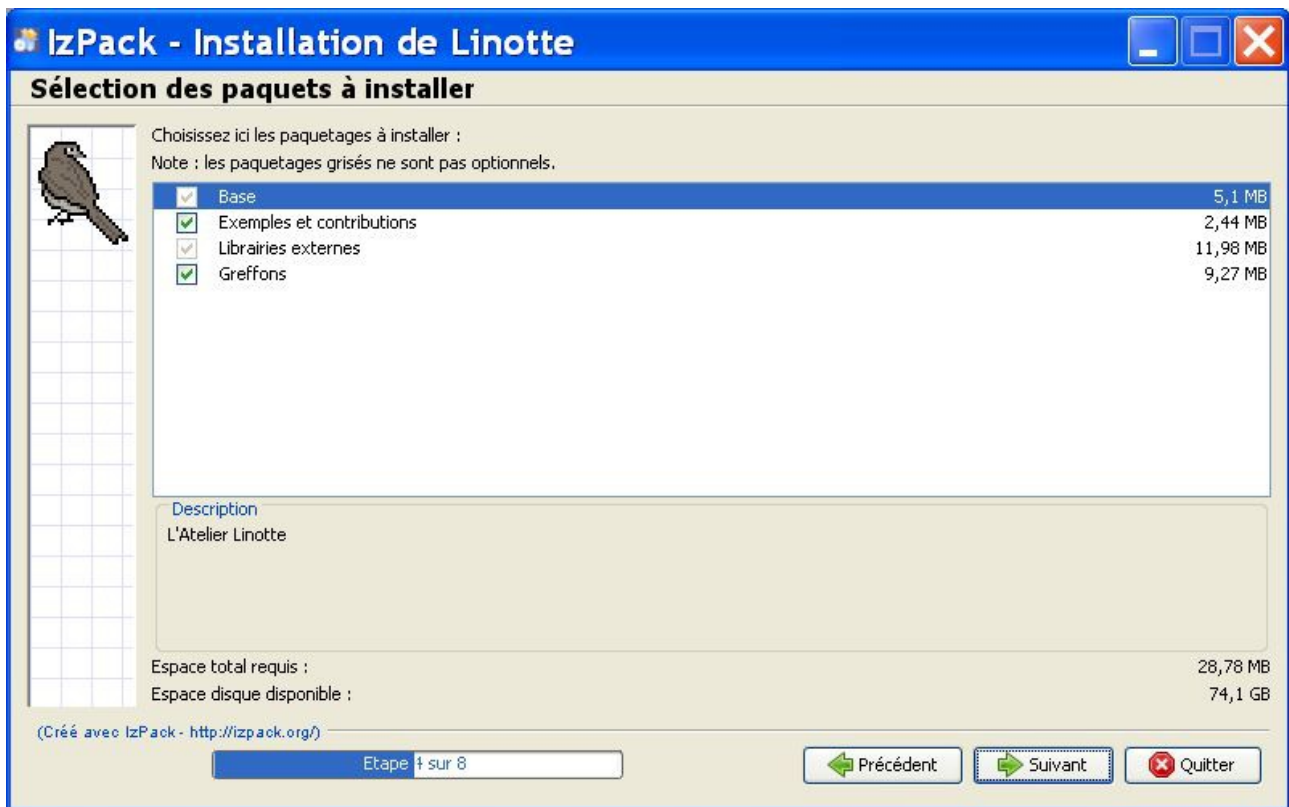 IzPack - Installation de Linotte
Sélection des paquets à installer
Choisissez ici les paquetages à installer :
Note : les paquetages grisés ne sont pas optionnels.
Base 5,1 MB
Exemples et contributions 2,44 MB
Librairies externes 11,98 MB
Greffons 9,27 MB
Description
L'Atelier Linotte
Espace total requis : 28,78 MB
Espace disque disponible : 74,1 GB
(Créé avec IzPack - http://izpack.org/)
Etape 4 sur 8 Précédent Suivant Quitter